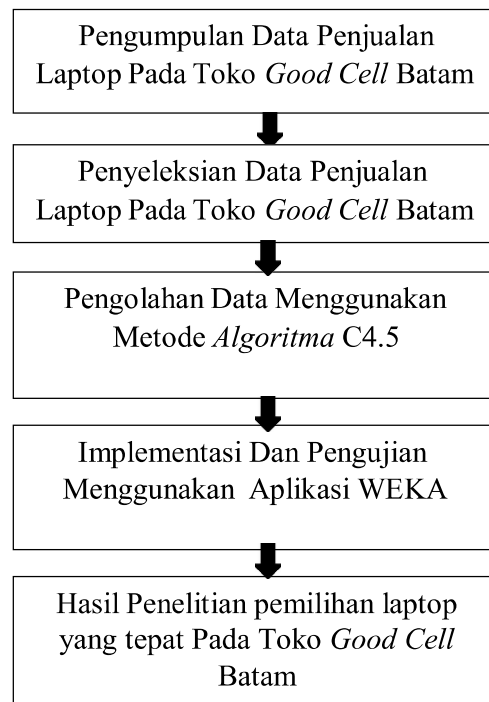 Pengumpulan Data Penjualan
Laptop Pada Toko Good Cell Batam
Penyeleksian Data Penjualan
Laptop Pada Toko Good Cell Batam
Pengolahan Data Menggunakan
Metode Algoritma C4.5
Implementasi Dan Pengujian
Menggunakan Aplikasi WEKA
Hasil Penelitian pemilihan laptop
yang tepat Pada Toko Good Cell
Batam